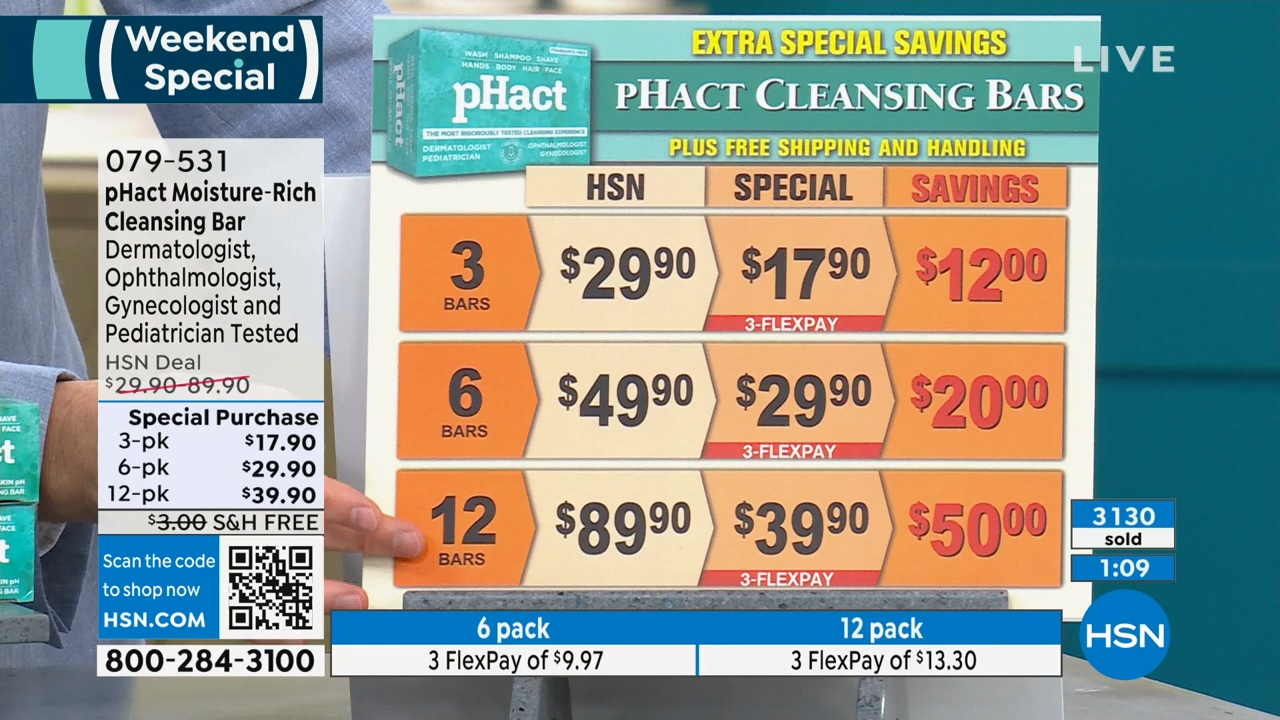 (Weekend
Special)
LIVE
079-531
pHact Moisture-Rich
Cleansing Bar
Dermatologist,
Ophthalmologist,
Gynecologist and
Pediatrician Tested
HSN Deal
$29.90-89.90
Special Purchase
3-pk $17.90
6-pk $29.90
12-pk $39.90
$3.00 S&H FREE
Scan the code
to shop now
HSN.COM
800-284-3100
WASH SHAMPOO SHAVE
HANDS BODY HAIR FACE
pHact
pHact
THE MOST RIGOROUSLY TESTED CLEANSING EXPERIENCE
DERMATOLOGIST OPHTHALMOLOGIST
PEDIATRICIAN GYNECOLOGIST
EXTRA SPECIAL SAVINGS
PHACT CLEANSING BARS
PLUS FREE SHIPPING AND HANDLING
HSN SPECIAL SAVINGS
3 BARS $29.90 $17.90 $12.00
3-FLEXPAY
6 BARS $49.90 $29.90 $20.00
3-FLEXPAY
12 BARS $89.90 $39.90 $50.00
3-FLEXPAY
3130
sold
1:09
HSN
6 pack 12 pack
3 FlexPay of $9.97 3 FlexPay of $13.30